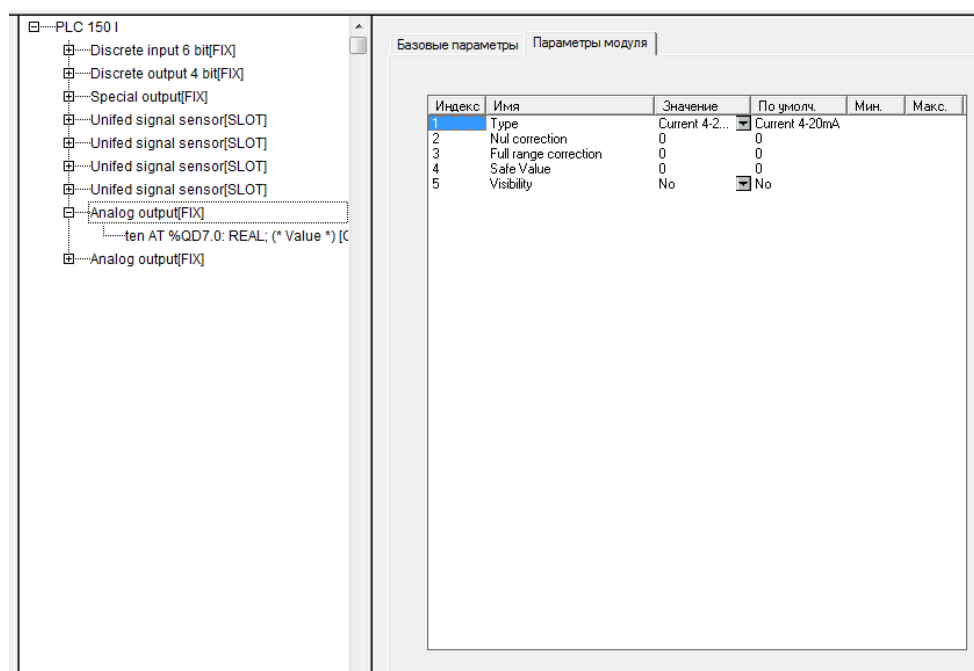 PLC 150 I
Discrete input 6 bit[FIX]
Discrete output 4 bit[FIX]
Special output[FIX]
Unifed signal sensor[SLOT]
Unifed signal sensor[SLOT]
Unifed signal sensor[SLOT]
Unifed signal sensor[SLOT]
Analog output[FIX]
ten AT %QD7.0: REAL; (* Value *) [
Analog output[FIX]
Базовые параметры Параметры модуля
Индекс Имя Значение По умолч. Мин. Макс.
1 Type Current 4-2... Current 4-20mA
2 Nul correction 0 0
3 Full range correction 0 0
4 Safe Value 0 0
5 Visibility No No